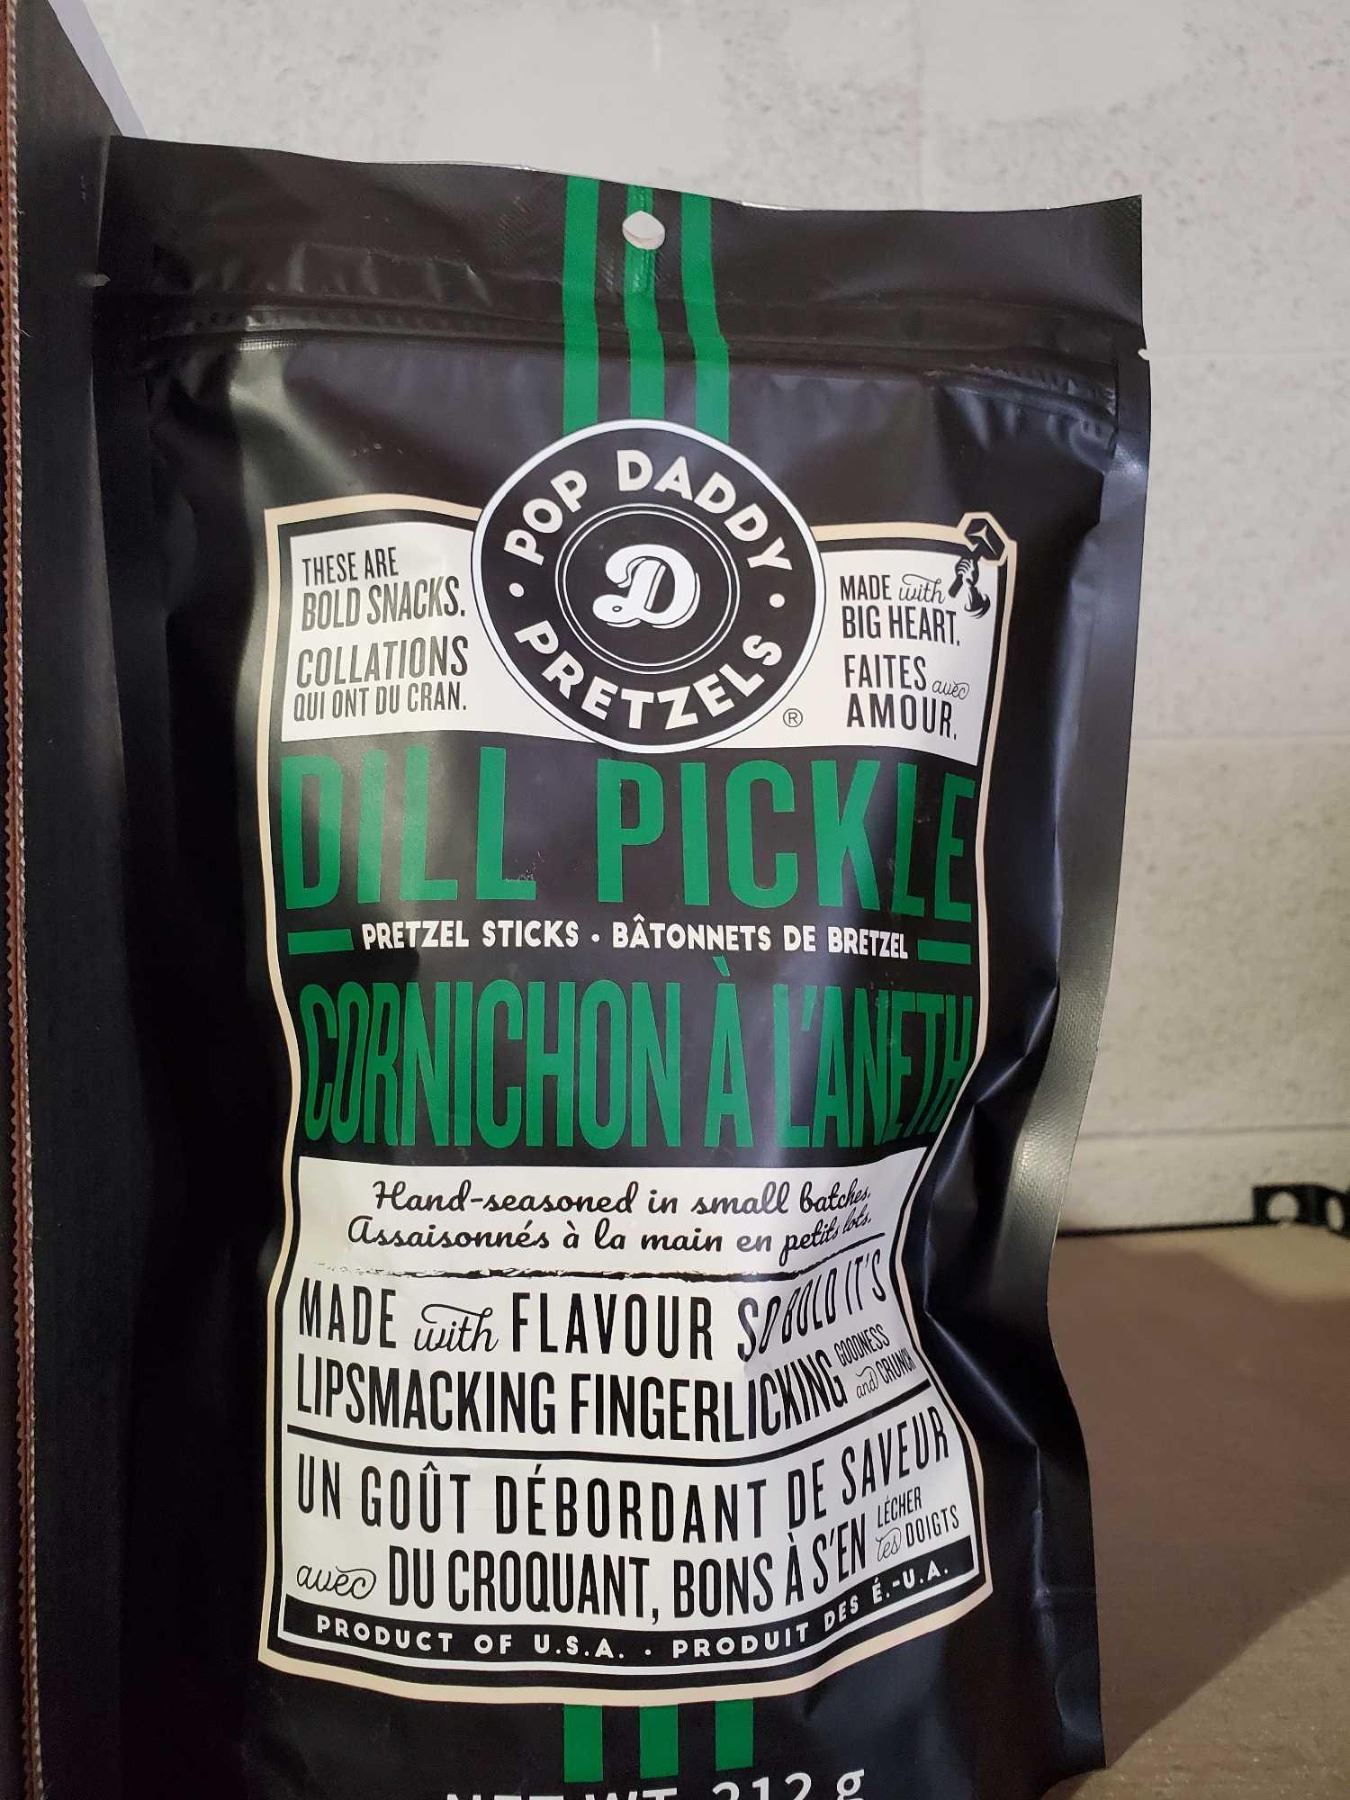 POP DADDY
D
PRETZELS
®
THESE ARE
BOLD SNACKS.
COLLATIONS
QUI ONT DU CRAN.
MADE with
BIG HEART.
FAITES avec
AMOUR.
DILL PICKLE
PRETZEL STICKS • BÂTONNETS DE BRETZEL
CORNICHON À L'ANETH
Hand-seasoned in small batches.
Assaisonnés à la main en petits lots.
MADE with FLAVOUR SO BOLD IT'S
LIPSMACKING FINGERLICKING GOODNESS and CRUNCH
UN GOÛT DÉBORDANT DE SAVEUR
avec DU CROQUANT, BONS À S'EN LÉCHER les DOIGTS
PRODUCT OF U.S.A. • PRODUIT DES É.-U.A.
NET WT. 212 g